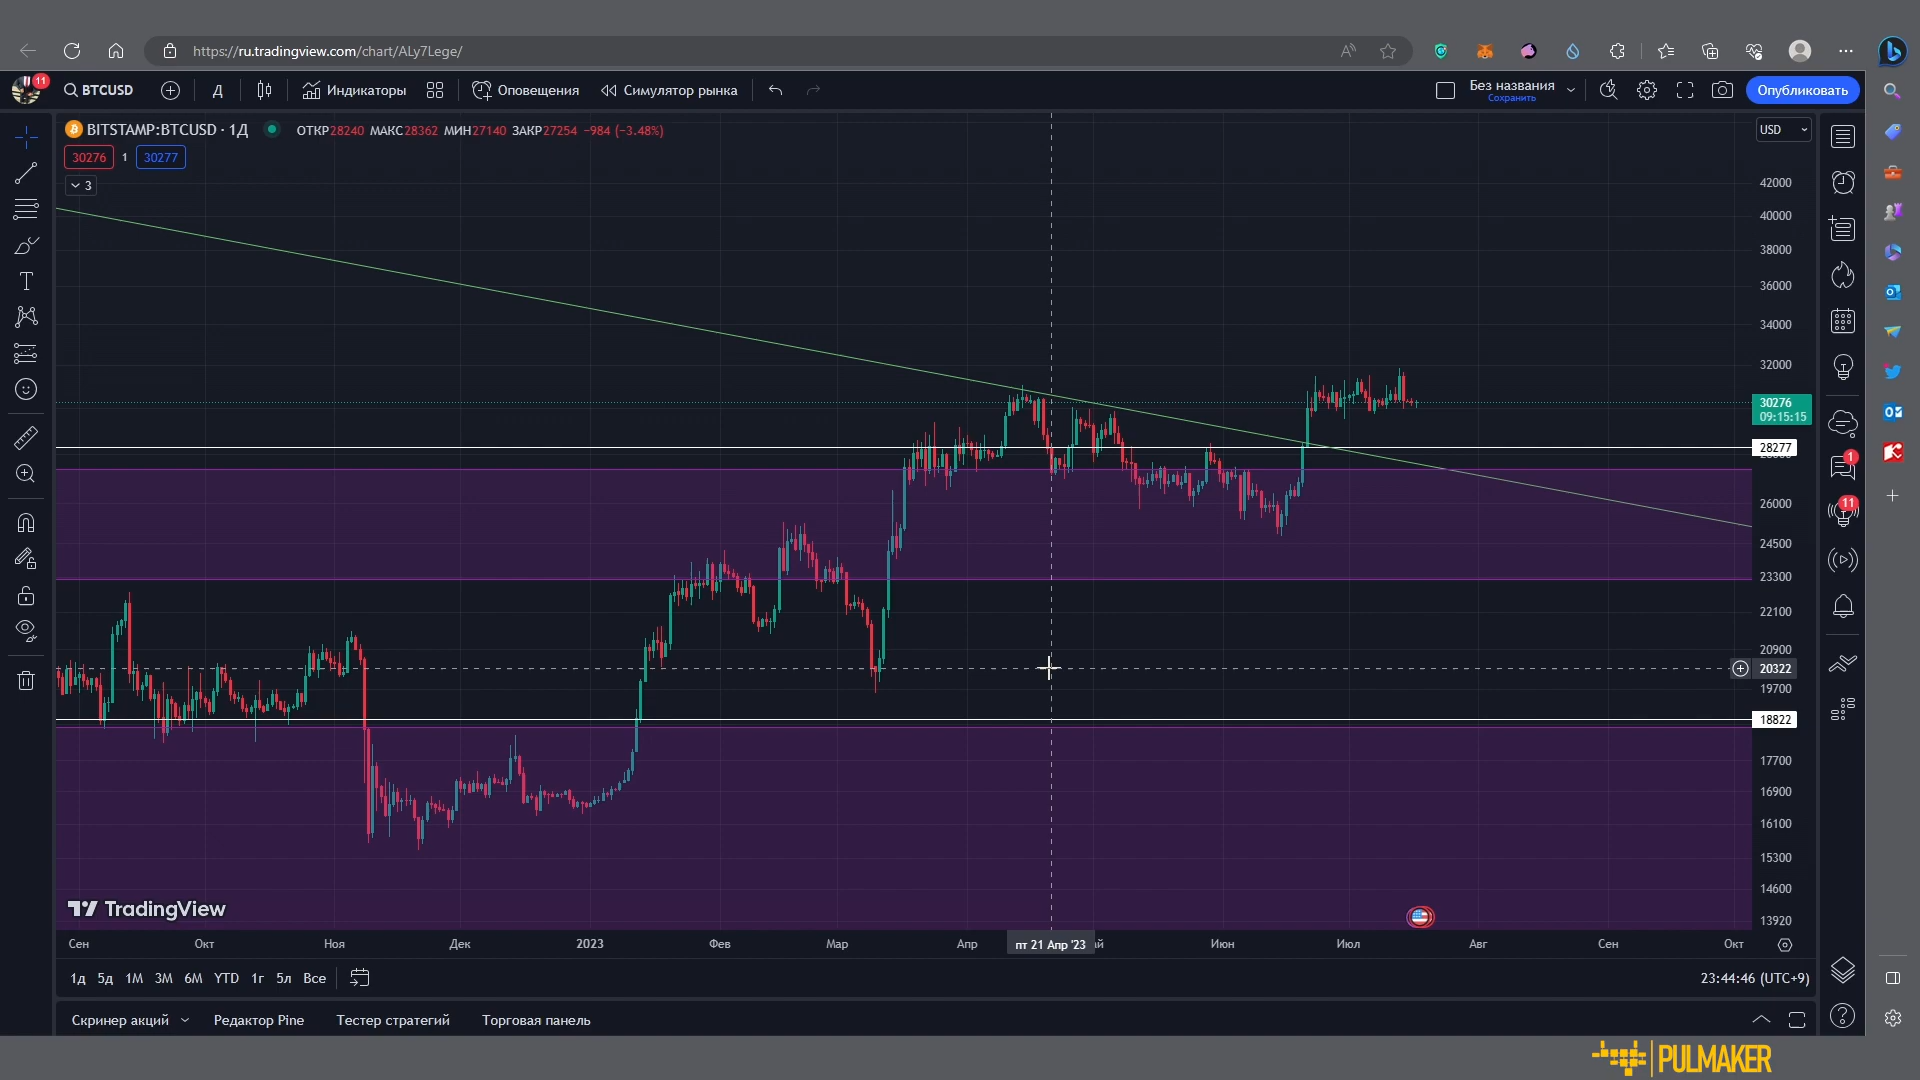 https://ru.tradingview.com/chart/ALy7Lege/
11
BTCUSD
Д
Индикаторы
Оповещения
Симулятор рынка
Без названия
Сохранить
Опубликовать
BITSTAMP:BTCUSD · 1Д
ОТКР28240 МАКС28362 МИН27140 ЗАКР27254 −984 (−3.48%)
USD
30276 1 30277
3
42000
40000
38000
36000
34000
32000
30276
09:15:15
28277
26000
24500
23300
22100
20900
20322
19700
18822
17700
16900
16100
15300
14600
13920
1
11
TradingView
Сен Окт Ноя Дек 2023 Фев Мар Апр пт 21 Апр '23 Июн Июл Авг Сен Окт
1д 5д 1М 3М 6М YTD 1г 5л Все
23:44:46 (UTC+9)
Скринер акций Редактор Pine Тестер стратегий Торговая панель
PULMAKER